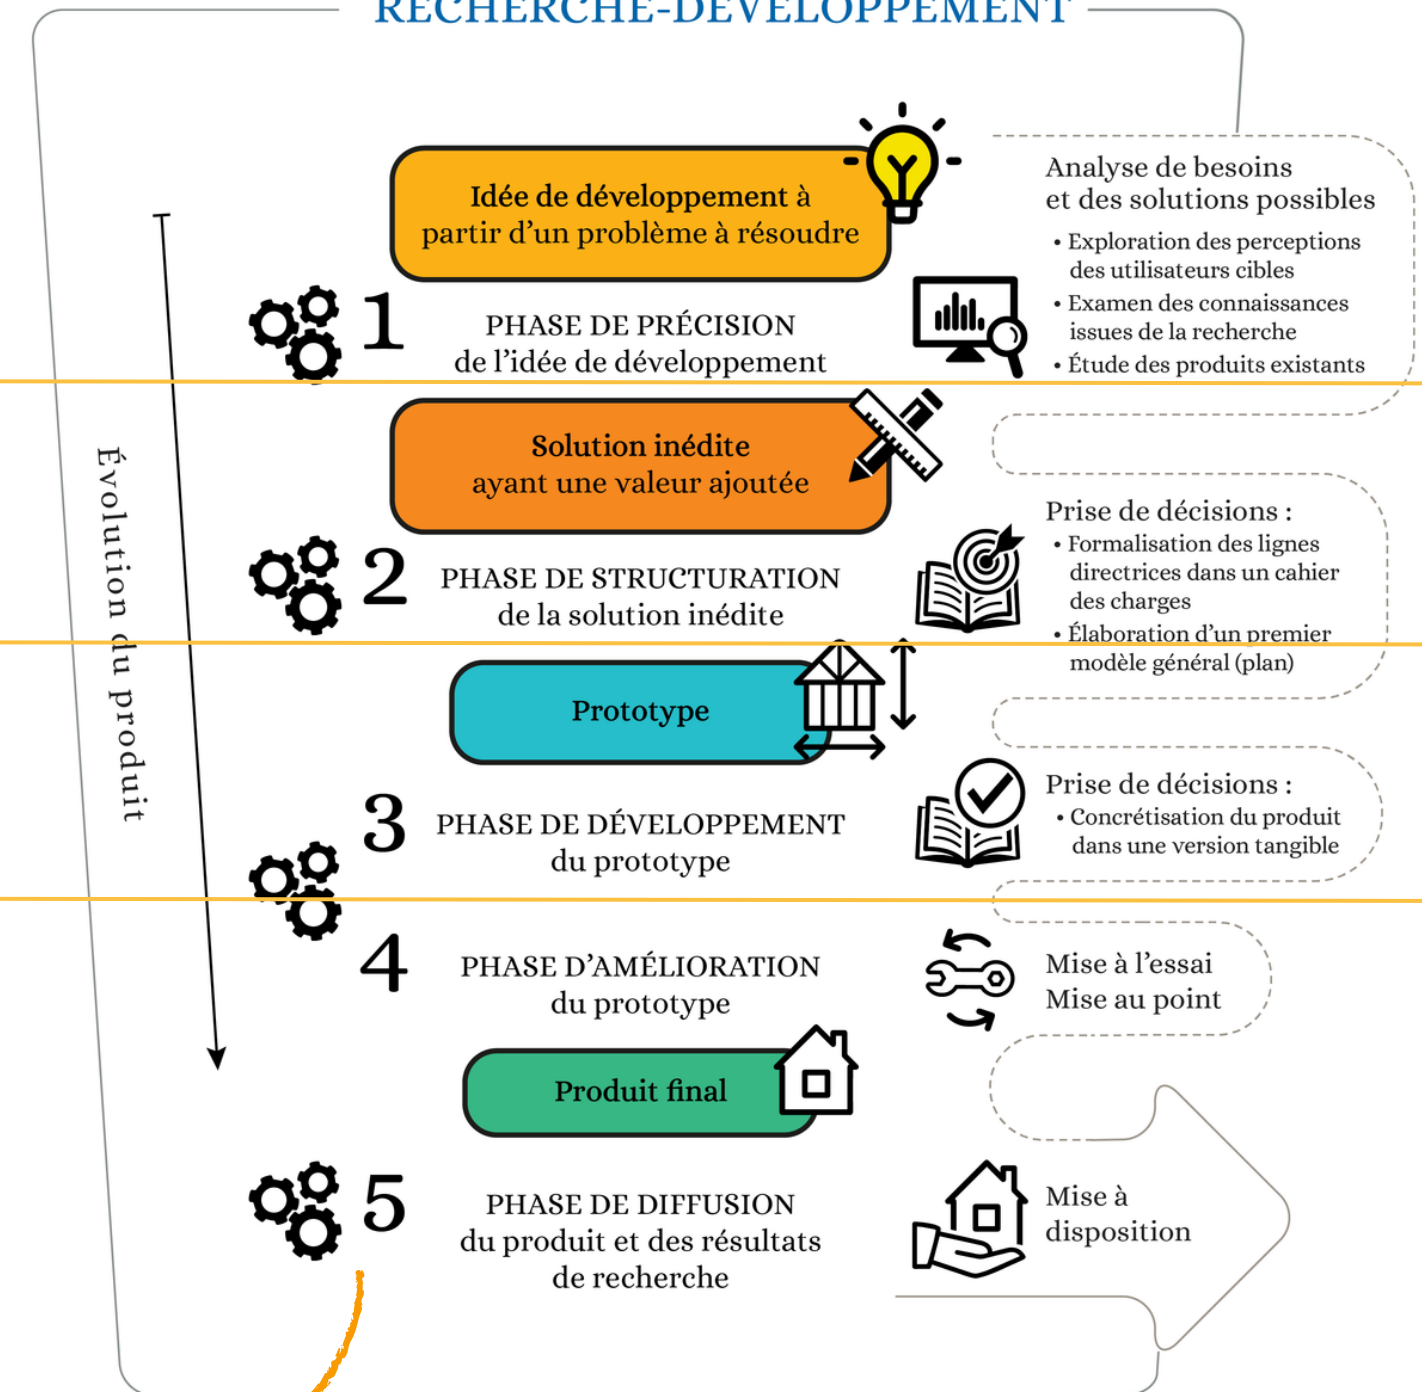 RECHERCHE-DÉVELOPPEMENT
Idée de développement à
partir d'un problème à résoudre
1
PHASE DE PRÉCISION
de l'idée de développement
Analyse de besoins
et des solutions possibles
• Exploration des perceptions
des utilisateurs cibles
• Examen des connaissances
issues de la recherche
• Étude des produits existants
Évolution du produit
Solution inédite
ayant une valeur ajoutée
2
PHASE DE STRUCTURATION
de la solution inédite
Prise de décisions :
• Formalisation des lignes
directrices dans un cahier
des charges
• Élaboration d'un premier
modèle général (plan)
Prototype
3
PHASE DE DÉVELOPPEMENT
du prototype
Prise de décisions :
• Concrétisation du produit
dans une version tangible
4
PHASE D'AMÉLIORATION
du prototype
Mise à l'essai
Mise au point
Produit final
5
PHASE DE DIFFUSION
du produit et des résultats
de recherche
Mise à
disposition